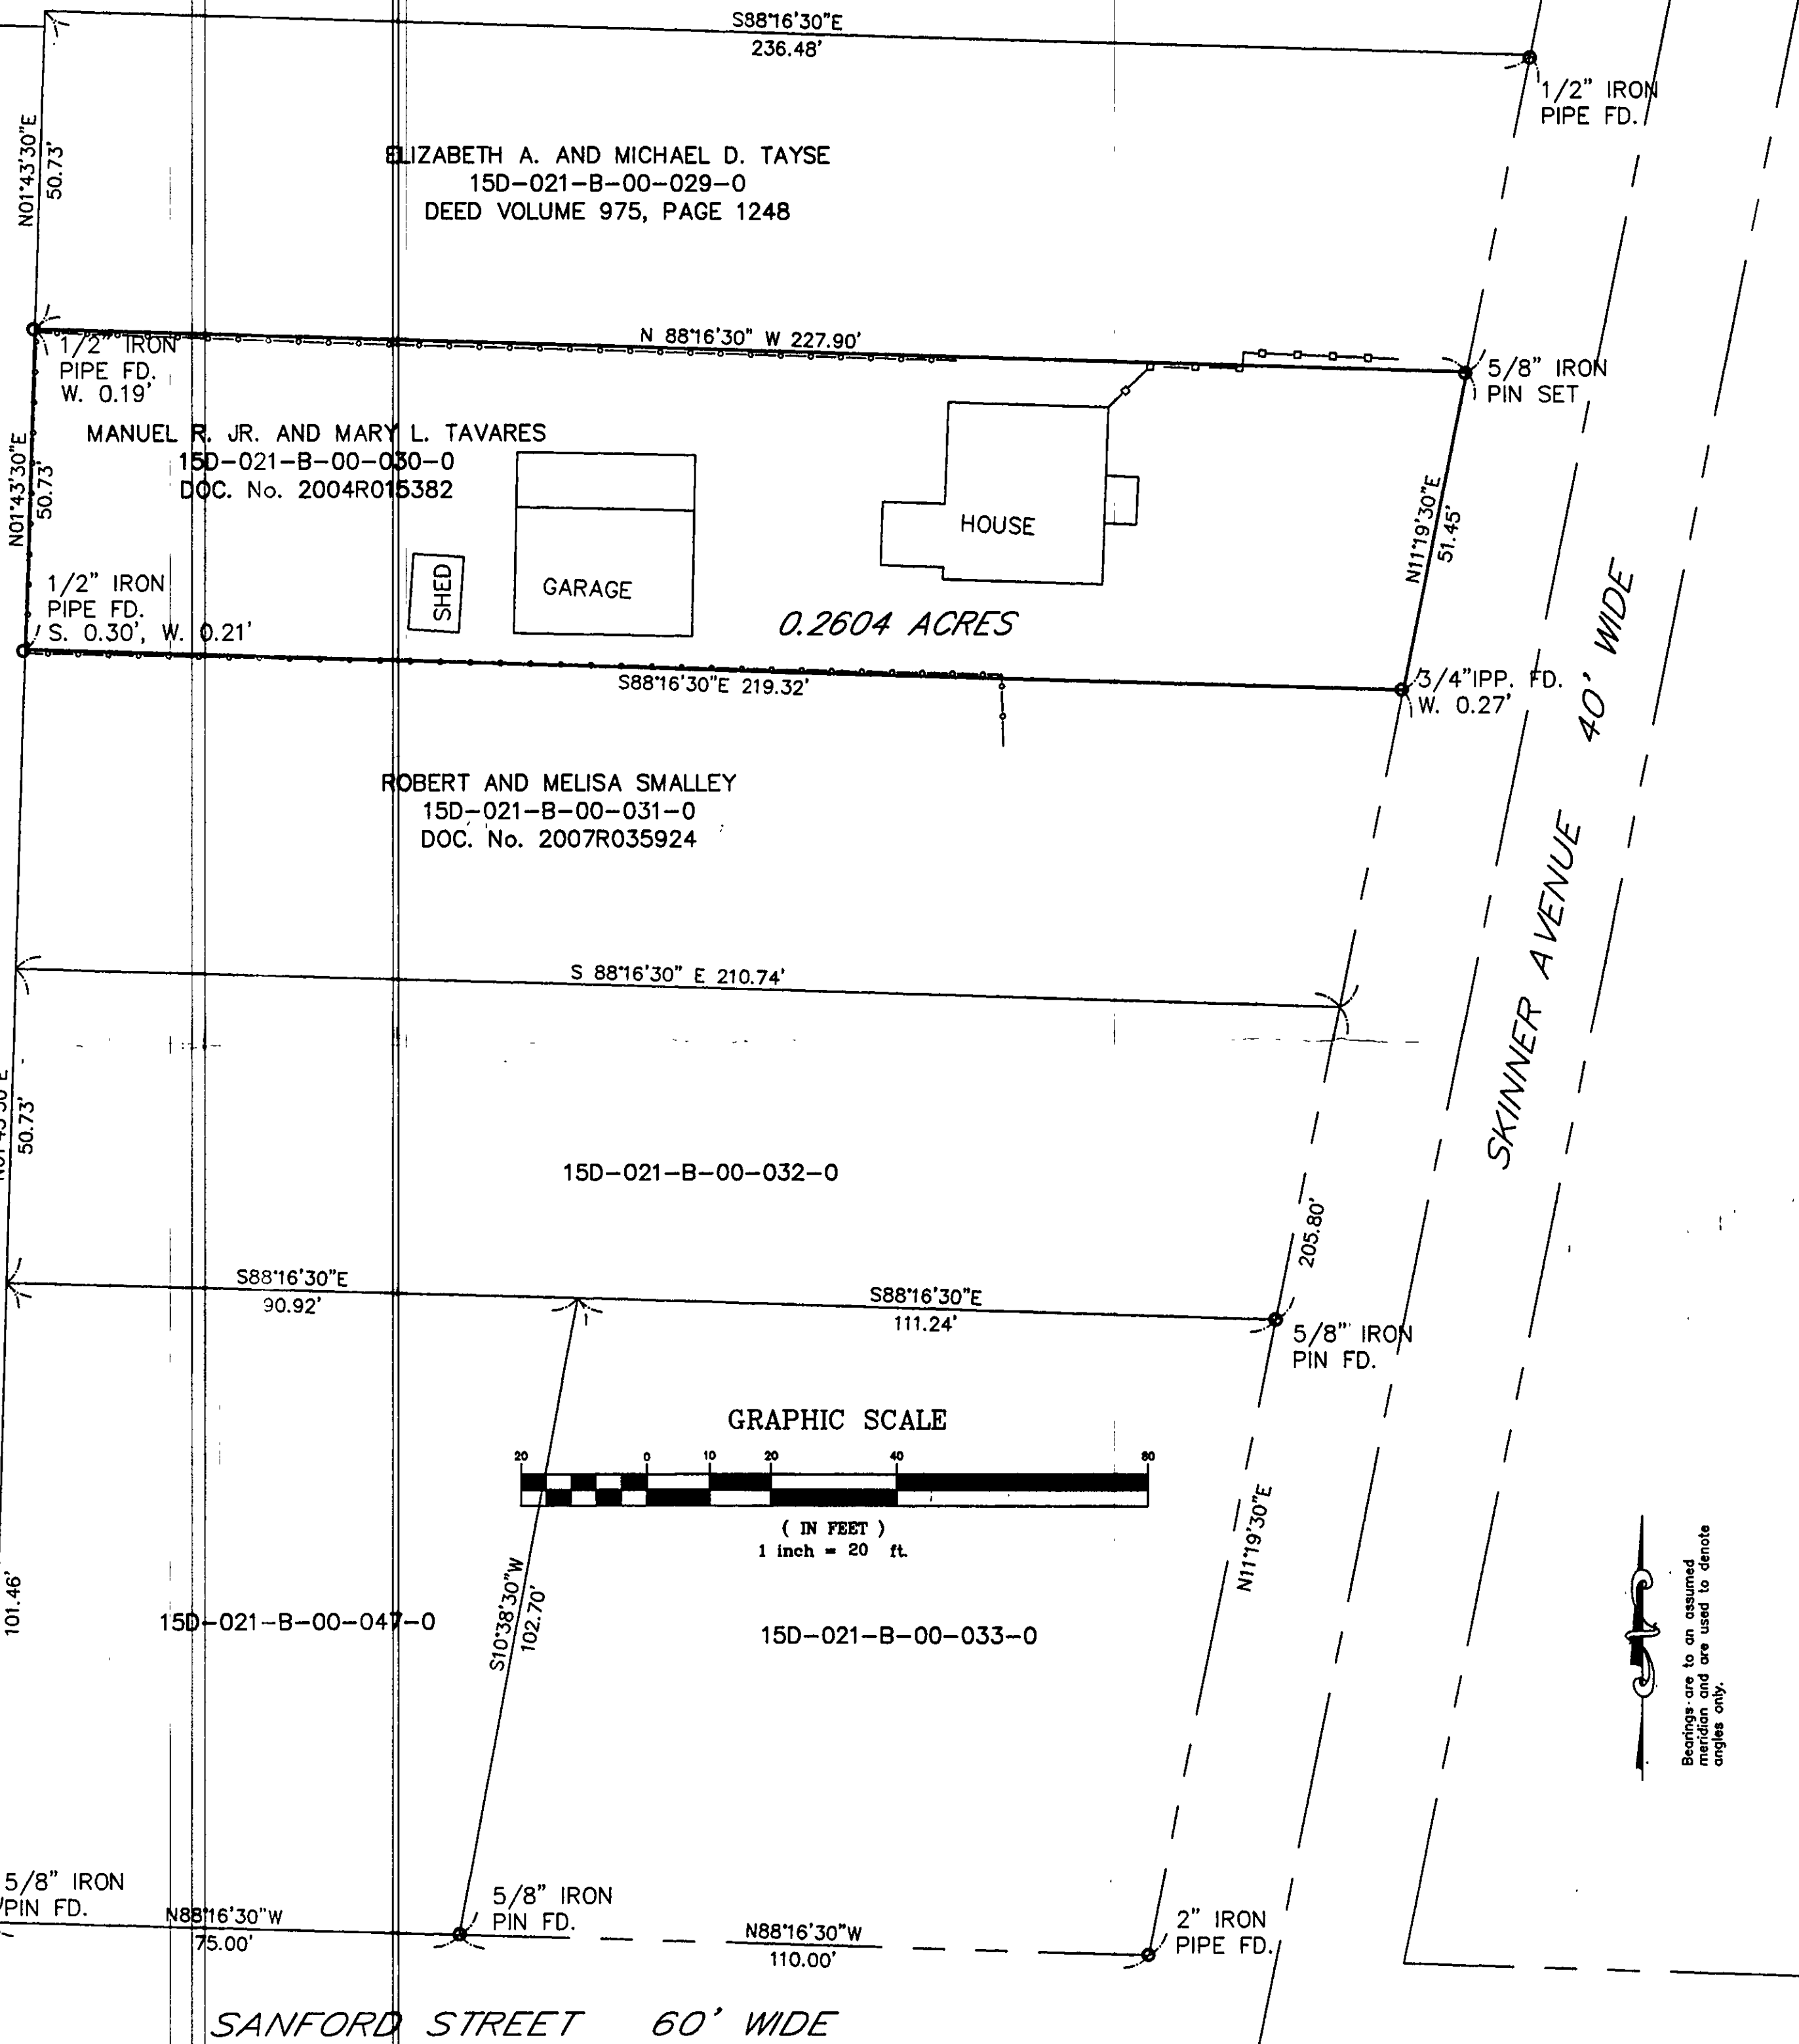 S88°16'30"E
236.48'
1/2" IRON
PIPE FD.
N01°43'30"E
50.73'
ELIZABETH A. AND MICHAEL D. TAYSE
15D-021-B-00-029-0
DEED VOLUME 975, PAGE 1248
N 88°16'30" W 227.90'
1/2" IRON
PIPE FD.
W. 0.19'
5/8" IRON
PIN SET
MANUEL R. JR. AND MARY L. TAVARES
15D-021-B-00-030-0
DOC. No. 2004R015382
N01°43'30"E
50.73'
HOUSE
N11°19'30"E
51.45'
1/2" IRON
PIPE FD.
S. 0.30', W. 0.21'
SHED
GARAGE
0.2604 ACRES
S88°16'30"E 219.32'
3/4"IPP. FD.
W. 0.27'
SKINNER AVENUE 40' WIDE
ROBERT AND MELISA SMALLEY
15D-021-B-00-031-0
DOC. No. 2007R035924
S 88°16'30" E 210.74'
50.73'
15D-021-B-00-032-0
205.80'
S88°16'30"E
90.92'
S88°16'30"E
111.24'
5/8" IRON
PIN FD.
GRAPHIC SCALE
20 0 10 20 40 80
( IN FEET )
1 inch = 20 ft.
N11°19'30"E
101.46'
15D-021-B-00-047-0
S10°38'30"W
102.70'
15D-021-B-00-033-0
Bearings are to an assumed
meridian and are used to denote
angles only.
5/8" IRON
PIN FD.
N88°16'30"W
75.00'
5/8" IRON
PIN FD.
N88°16'30"W
110.00'
2" IRON
PIPE FD.
SANFORD STREET 60' WIDE